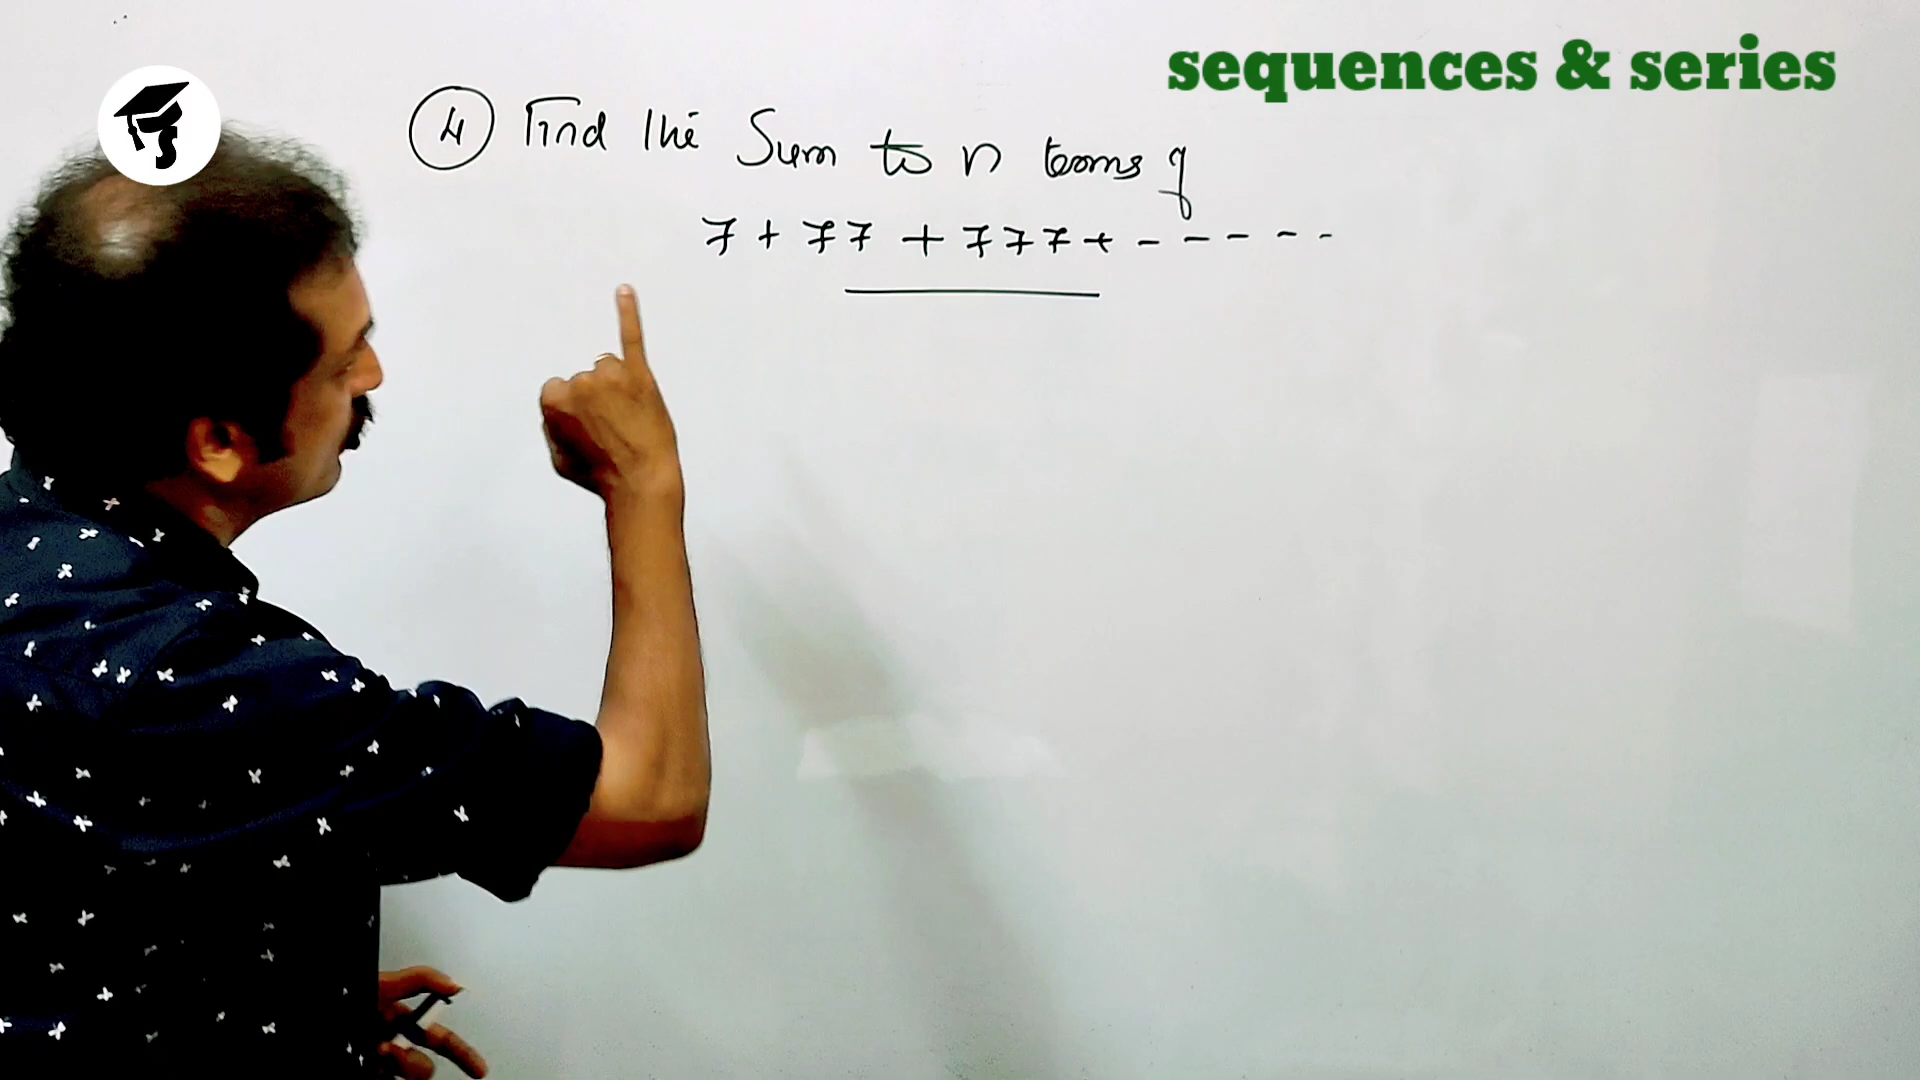 sequences & series
4 Find the Sum to n terms of
7 + 77 + 777 + - - - - -